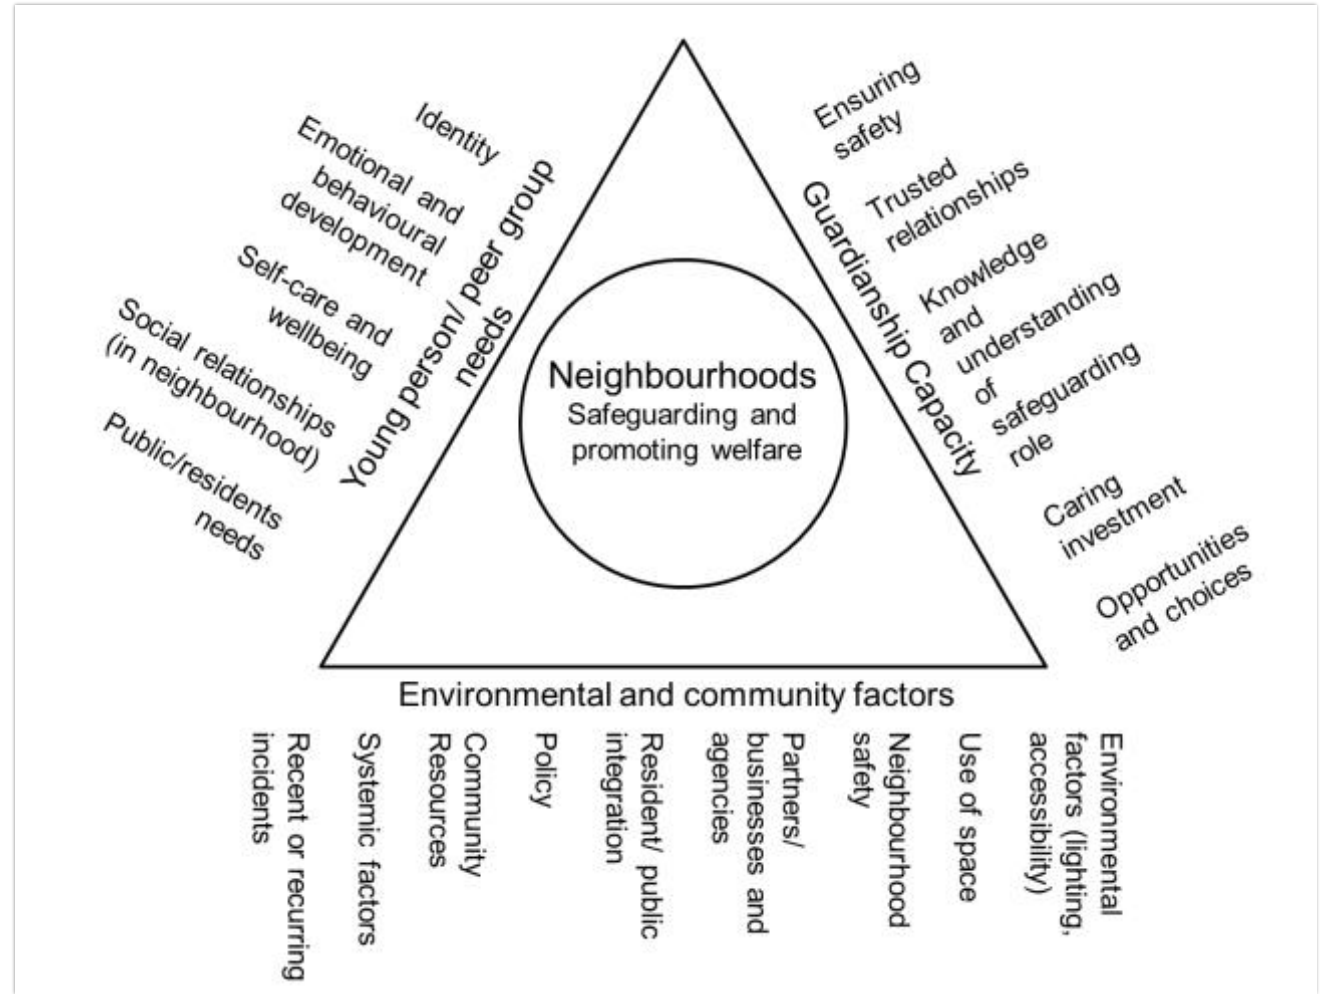 Identity
Emotional and
behavioural
development
Self-care and
wellbeing
Social relationships
(in neighbourhood)
Public/residents
needs
Young person/ peer group
needs
Ensuring
safety
Trusted
relationships
Knowledge
and
understanding
of
safeguarding
role
Caring
investment
Opportunities
and choices
Guardianship Capacity
Neighbourhoods
Safeguarding and
promoting welfare
Environmental and community factors
Recent or recurring
incidents
Systemic factors
Community
Resources
Policy
Resident/ public
integration
Partners/
businesses and
agencies
Neighbourhood
safety
Use of space
Environmental
factors (lighting,
accessibility)